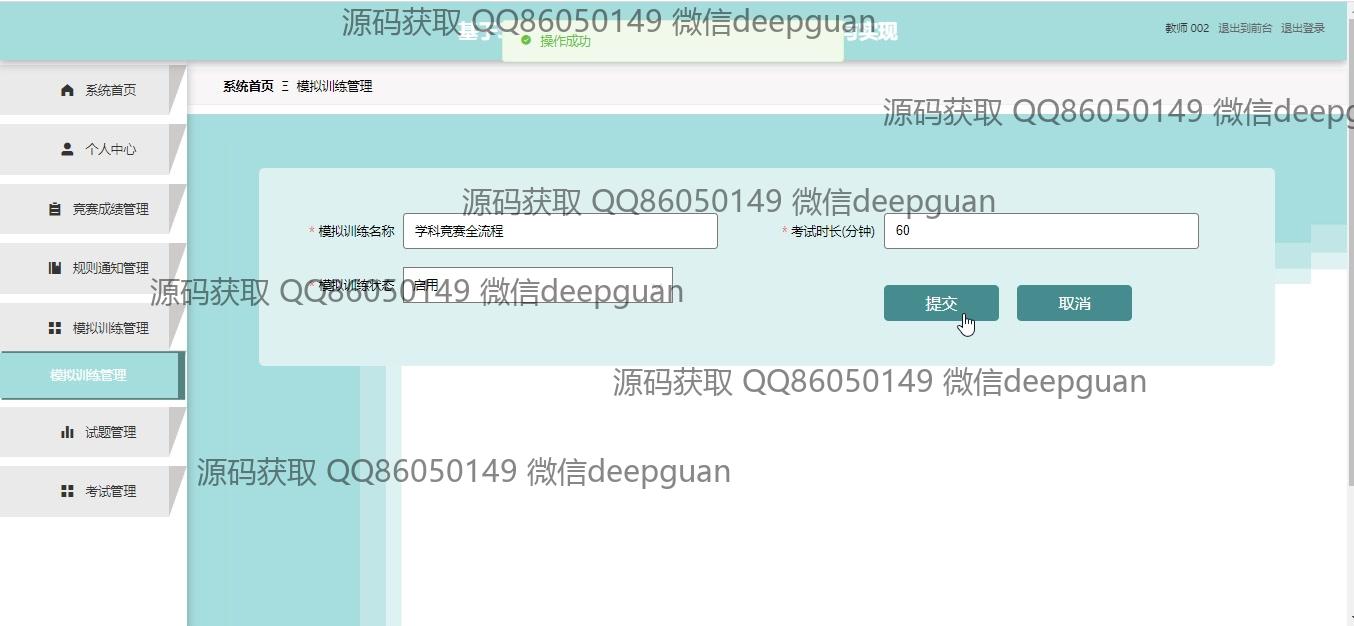 源码获取 QQ86050149 微信deepguan
基于
与实现
操作成功
教师 002 退出到前台 退出登录
系统首页
系统首页 Ξ 模拟训练管理
源码获取 QQ86050149 微信deepg
个人中心
竞赛成绩管理
源码获取 QQ86050149 微信deepguan
* 模拟训练名称 学科竞赛全流程
* 考试时长(分钟) 60
规则通知管理
* 模拟训练状态 启用
源码获取 QQ86050149 微信deepguan
提交 取消
模拟训练管理
模拟训练管理
源码获取 QQ86050149 微信deepguan
试题管理
源码获取 QQ86050149 微信deepguan
考试管理